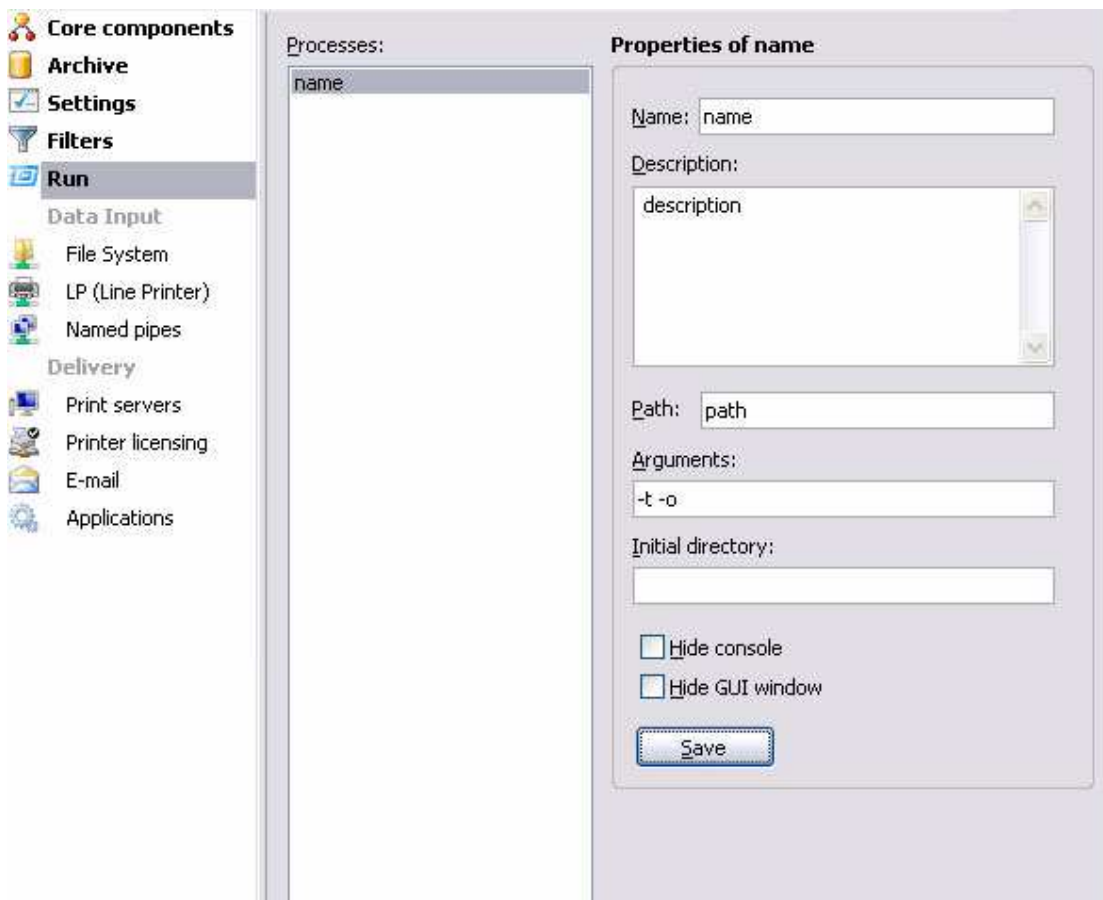 Core components
Archive
Settings
Filters
Run
Data Input
File System
LP (Line Printer)
Named pipes
Delivery
Print servers
Printer licensing
E-mail
Applications
Processes:
name
Properties of name
Name: name
Description:
description
Path: path
Arguments:
-t -o
Initial directory:
Hide console
Hide GUI window
Save